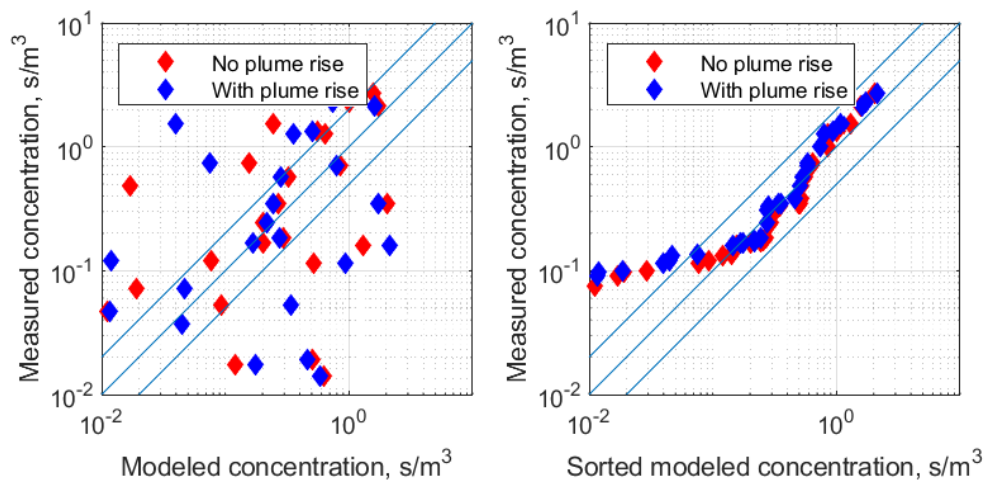 10^1
10^0
10^-1
10^-2
Measured concentration, s/m^3
No plume rise
With plume rise
10^-2
10^0
Modeled concentration, s/m^3
10^1
10^0
10^-1
10^-2
Measured concentration, s/m^3
No plume rise
With plume rise
10^-2
10^0
Sorted modeled concentration, s/m^3